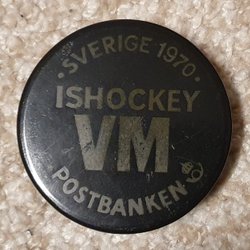 · SVERIGE 1970 ·
ISHOCKEY
VM
POSTBANKEN